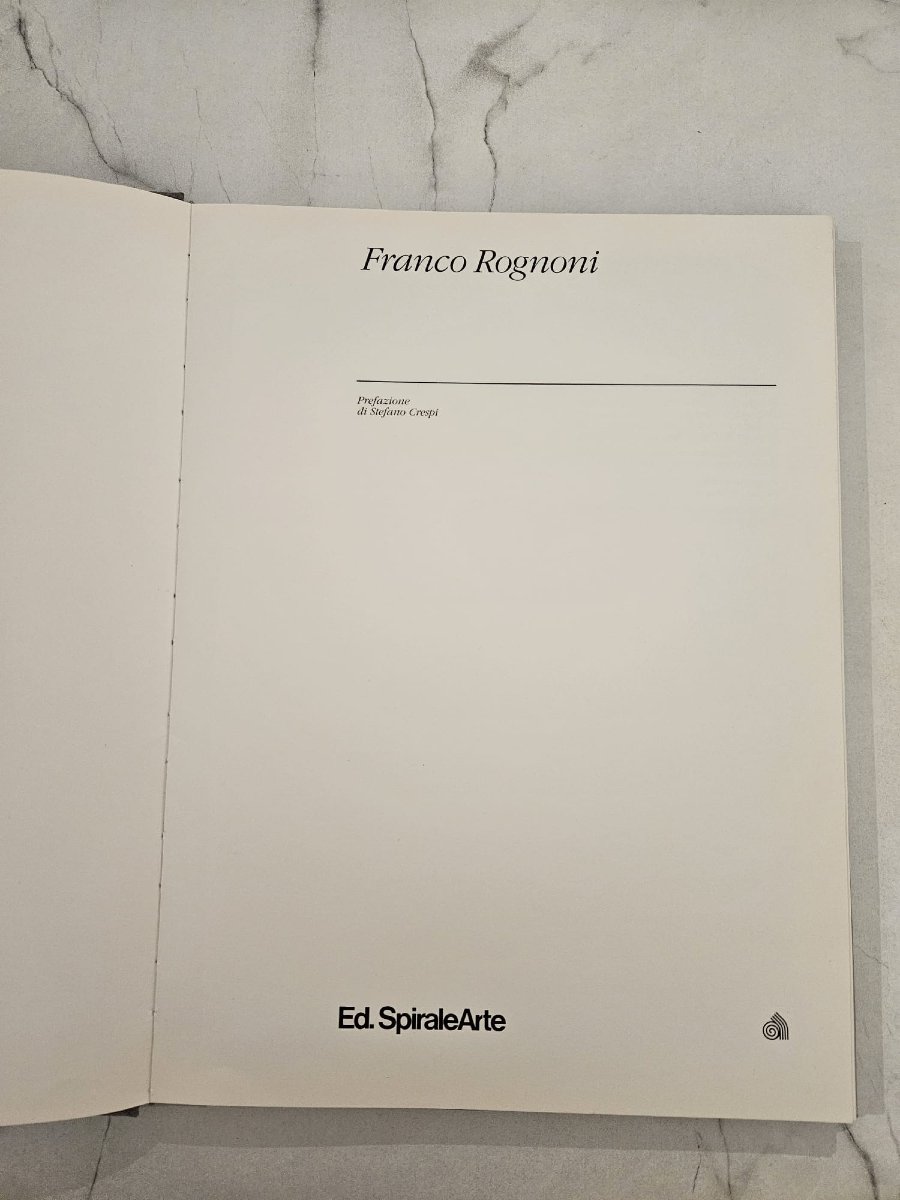 Franco Rognoni
Prefazione
di Stefano Crespi
Ed. SpiraleArte